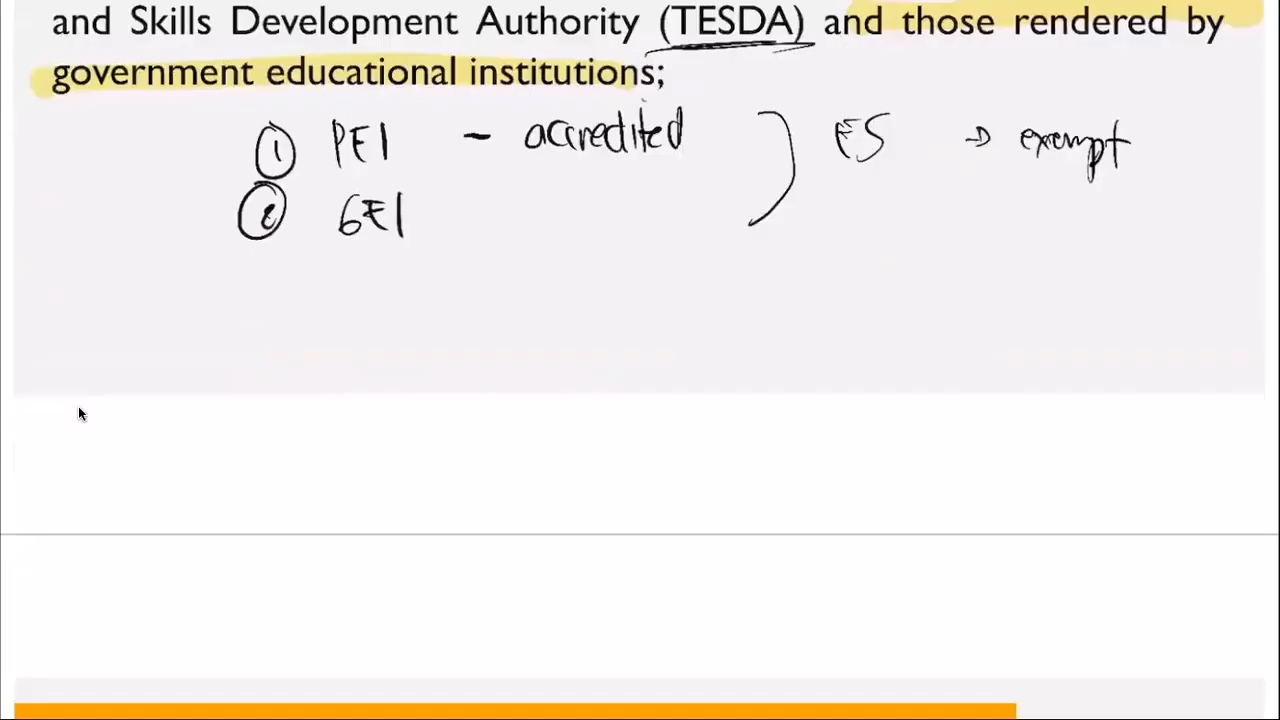 and Skills Development Authority (TESDA) and those rendered by
government educational institutions;
1 PEI - accredited } ES → exempt
2 GEI